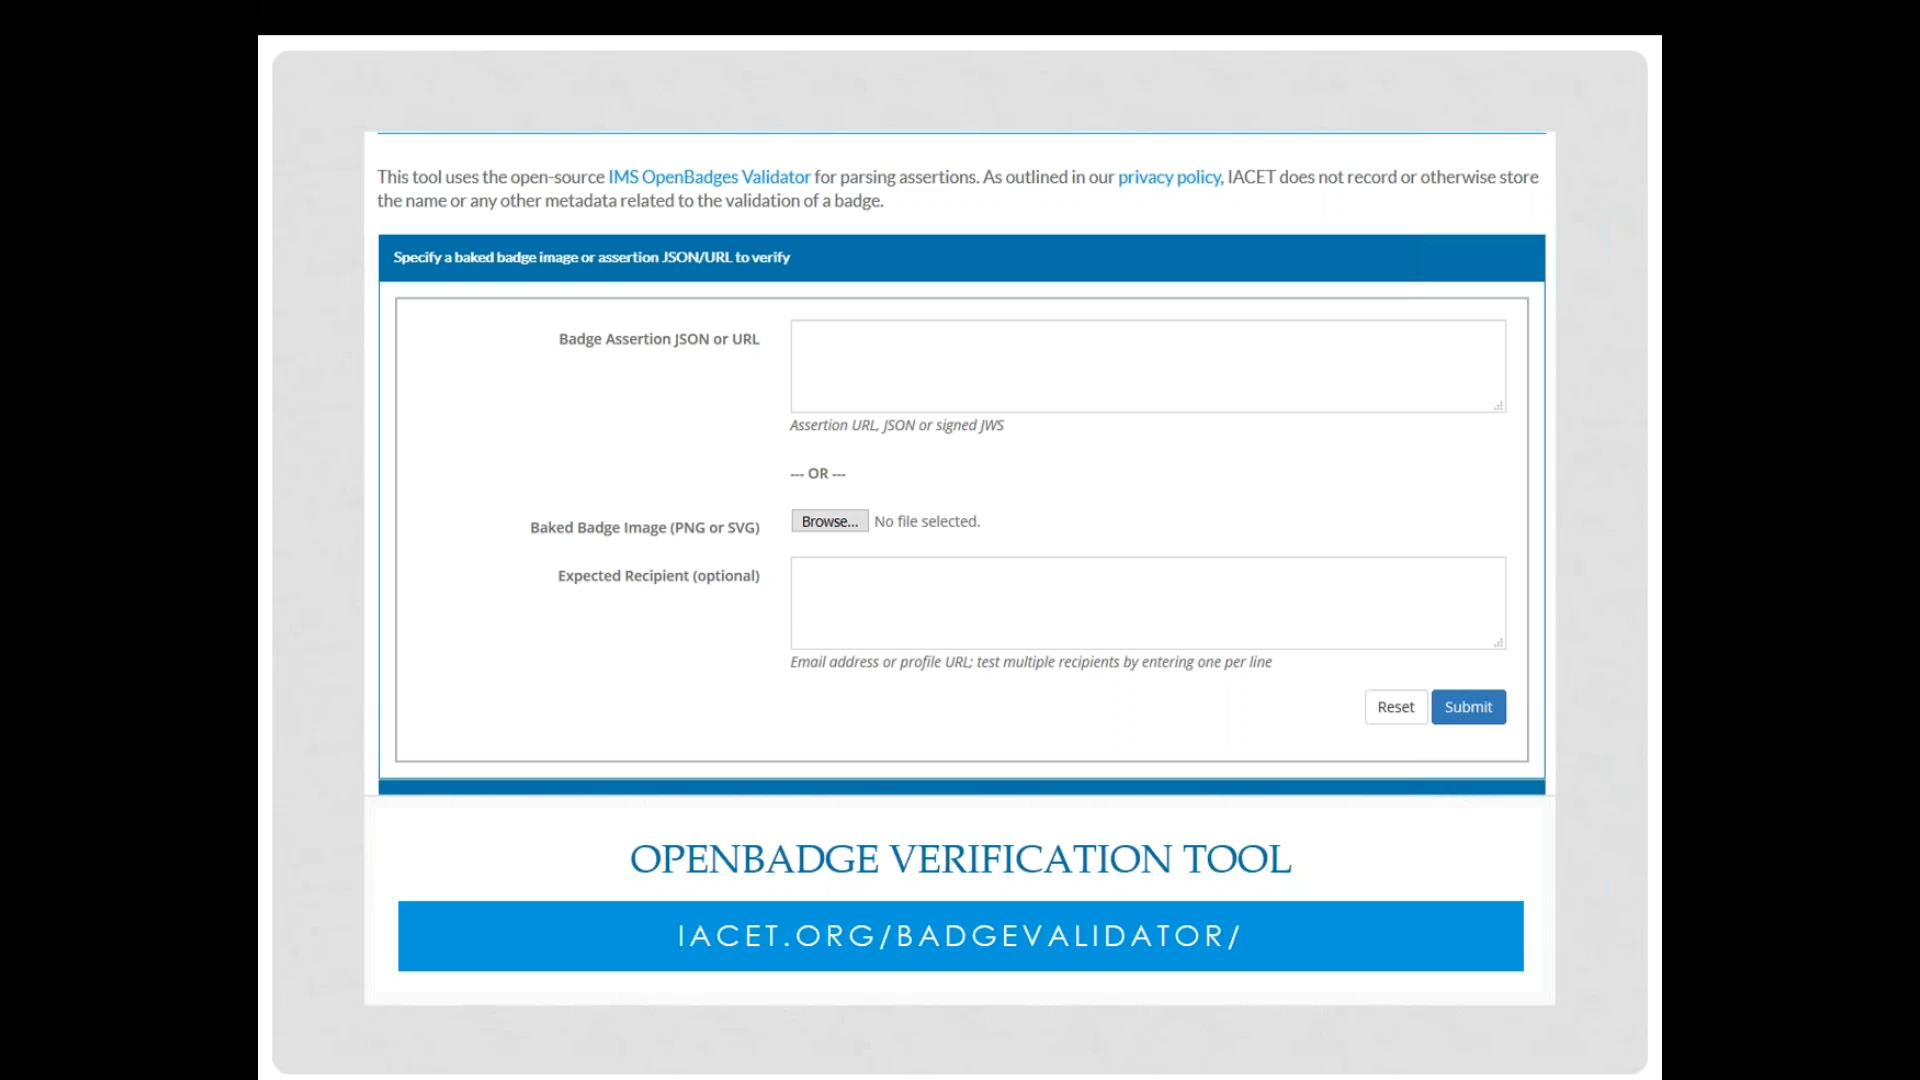 This tool uses the open-source IMS OpenBadges Validator for parsing assertions. As outlined in our privacy policy, IACET does not record or otherwise store
the name or any other metadata related to the validation of a badge.
Specify a baked badge image or assertion JSON/URL to verify
Badge Assertion JSON or URL
Assertion URL, JSON or signed JWS
--- OR ---
Baked Badge Image (PNG or SVG)
Browse... No file selected.
Expected Recipient (optional)
Email address or profile URL; test multiple recipients by entering one per line
Reset Submit
OPENBADGE VERIFICATION TOOL
IACET.ORG/BADGEVALIDATOR/